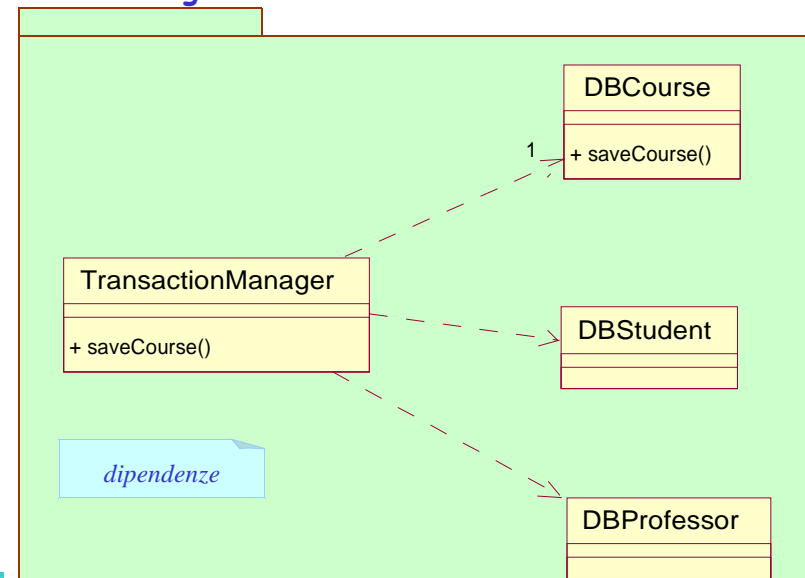 DBCourse
1
+ saveCourse()
TransactionManager
+ saveCourse()
DBStudent
dipendenze
DBProfessor